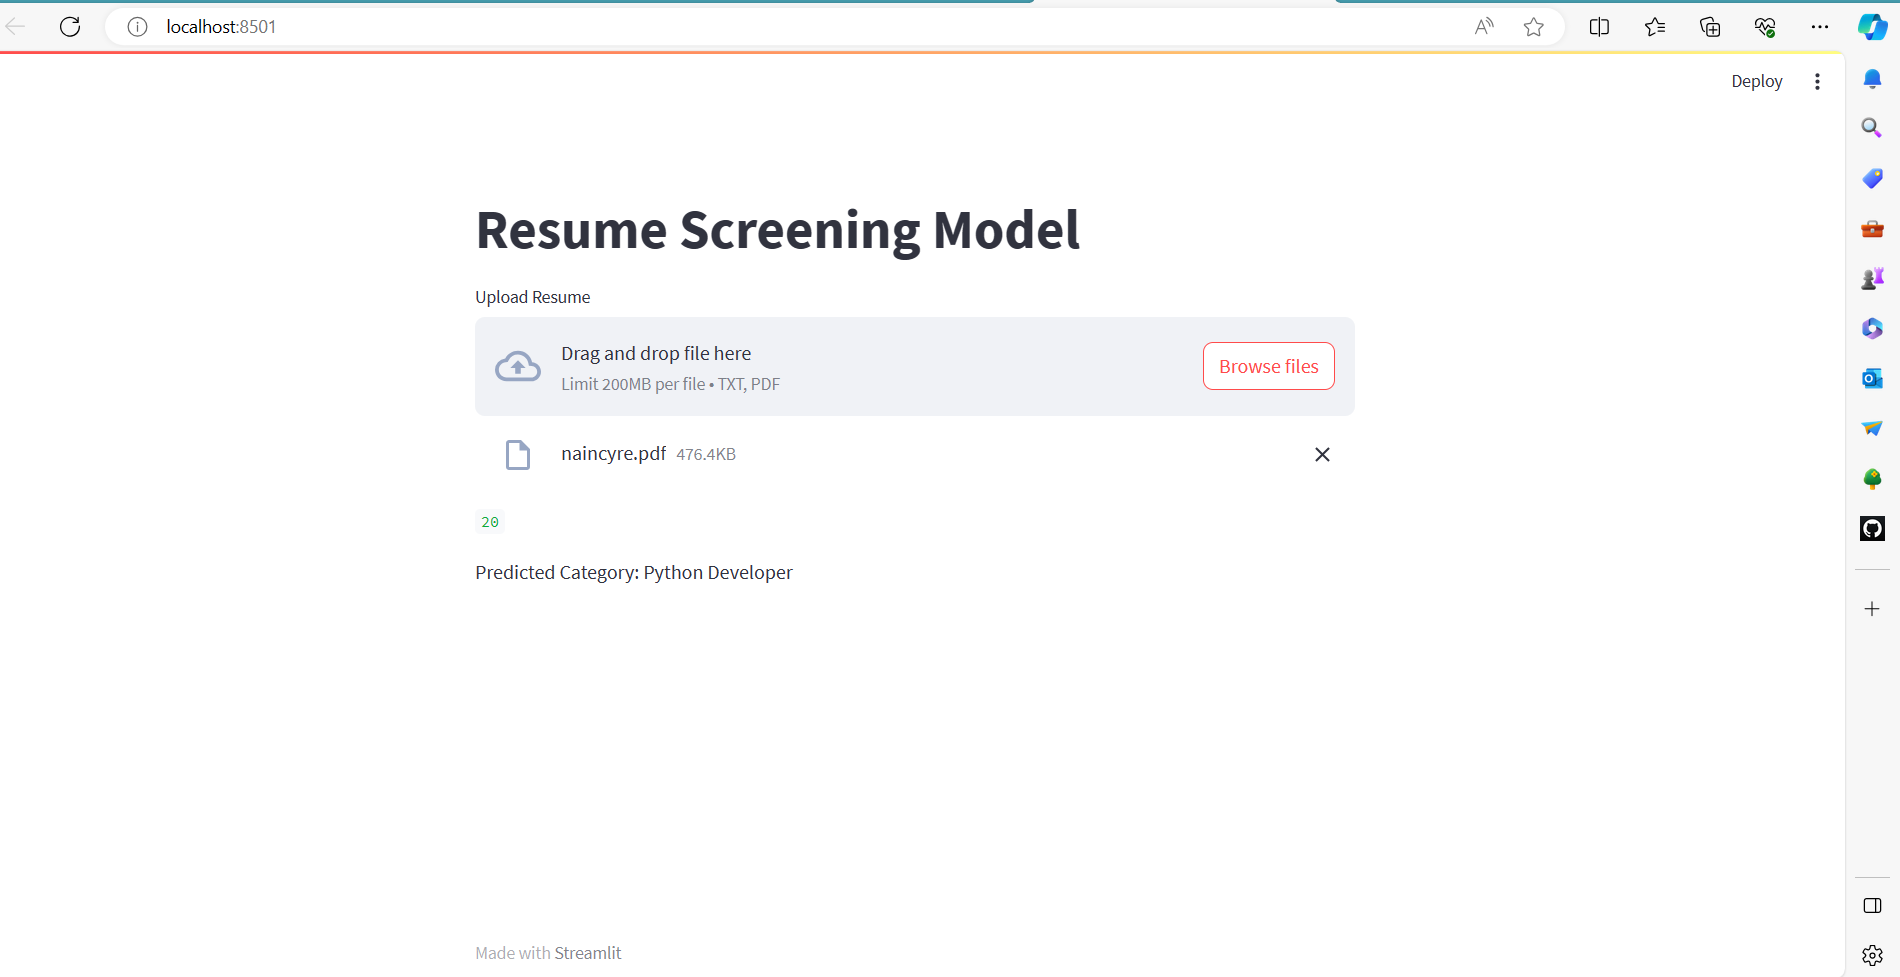 localhost:8501
Deploy
Resume Screening Model
Upload Resume
Drag and drop file here
Limit 200MB per file • TXT, PDF
Browse files
naincyre.pdf 476.4KB
20
Predicted Category: Python Developer
Made with Streamlit